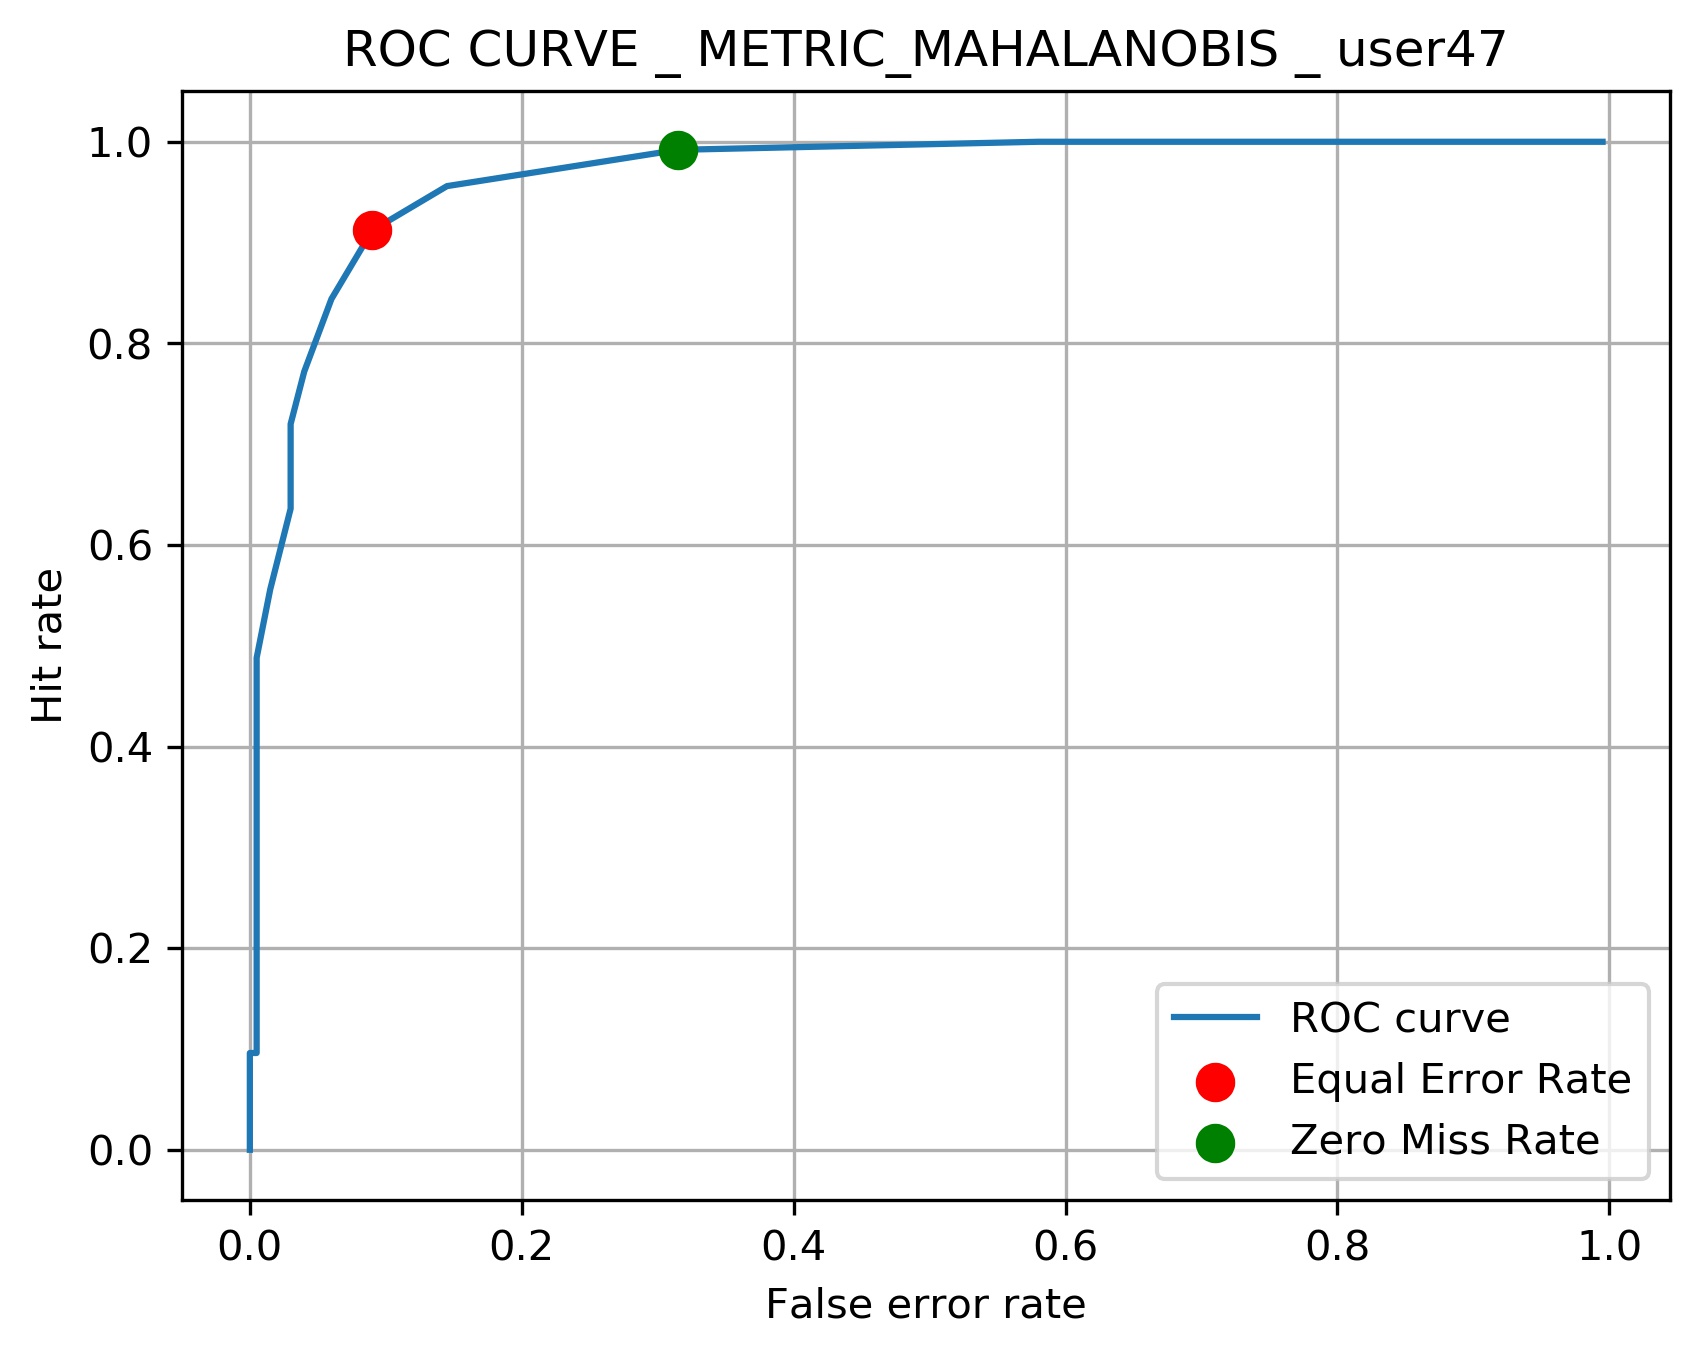 ROC CURVE _ METRIC_MAHALANOBIS _ user47
1.0
0.8
0.6
0.4
0.2
0.0
Hit rate
ROC curve
Equal Error Rate
Zero Miss Rate
0.0 0.2 0.4 0.6 0.8 1.0
False error rate